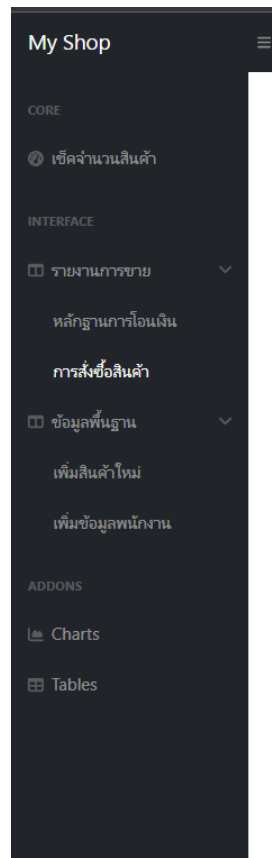 My Shop
CORE
เช็คจำนวนสินค้า
INTERFACE
รายงานการขาย
หลักฐานการโอนเงิน
การสั่งซื้อสินค้า
ข้อมูลพื้นฐาน
เพิ่มสินค้าใหม่
เพิ่มข้อมูลพนักงาน
ADDONS
Charts
Tables